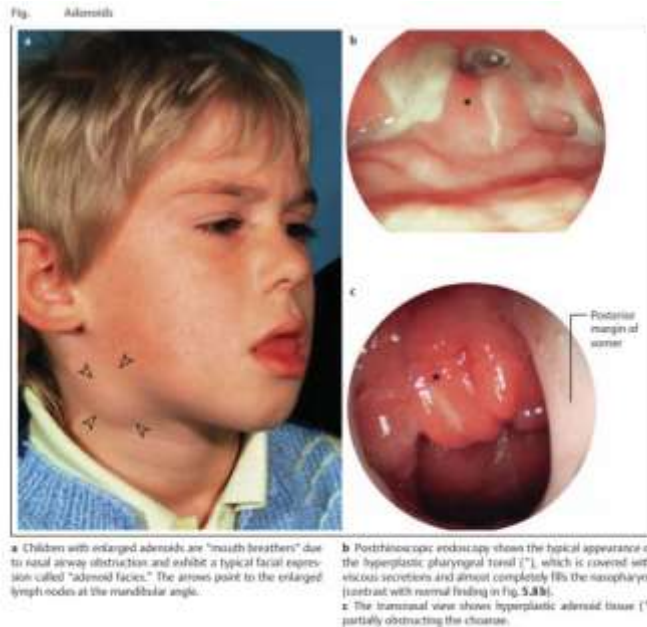 Fig. Adenoids
a
b
c
Posterior
margin of
vomer
a Children with enlarged adenoids are "mouth breathers" due
to nasal airway obstruction and exhibit a typical facial expres-
sion called "adenoid facies." The arrows point to the enlarged
lymph nodes at the mandibular angle.
b Postrhinoscopic endoscopy shows the typical appearance o
the hyperplastic pharyngeal tonsil (*), which is covered with
viscous secretions and almost completely fills the nasopharyn
(contrast with normal finding in Fig. 5.8b).
c The transnasal view shows hyperplastic adenoid tissue (*
partially obstructing the choanae.